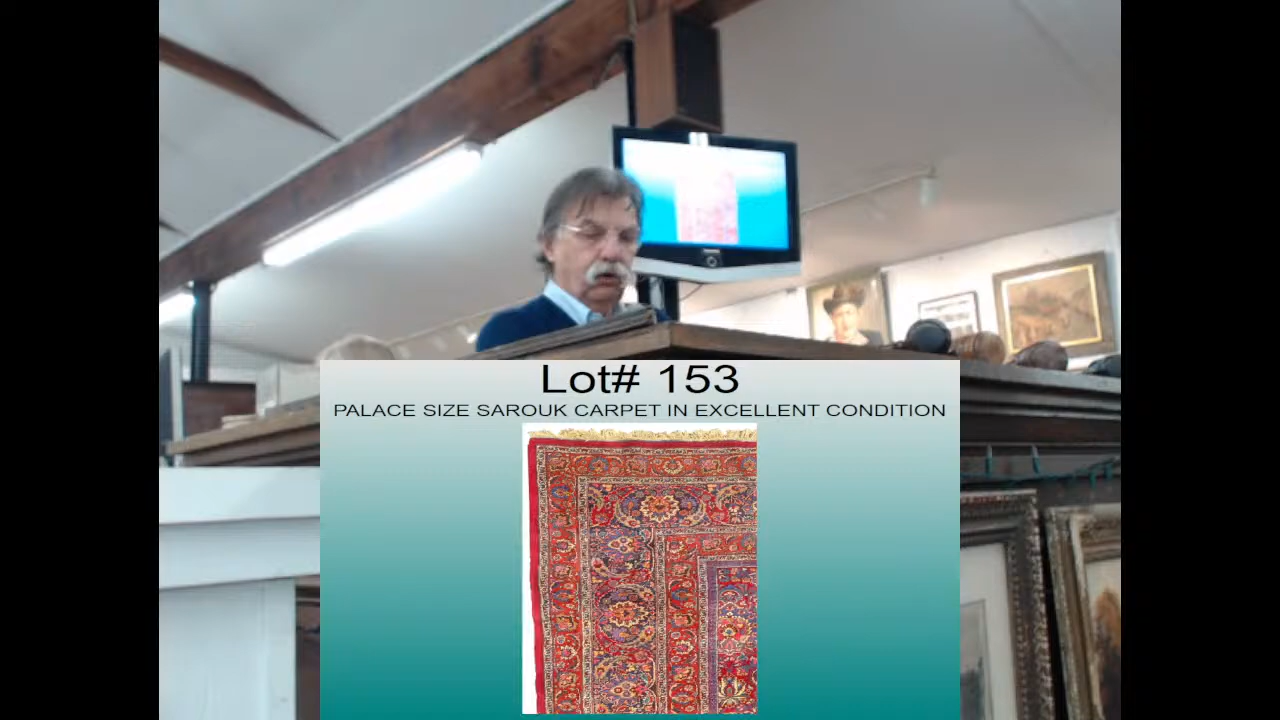 Lot# 153
PALACE SIZE SAROUK CARPET IN EXCELLENT CONDITION